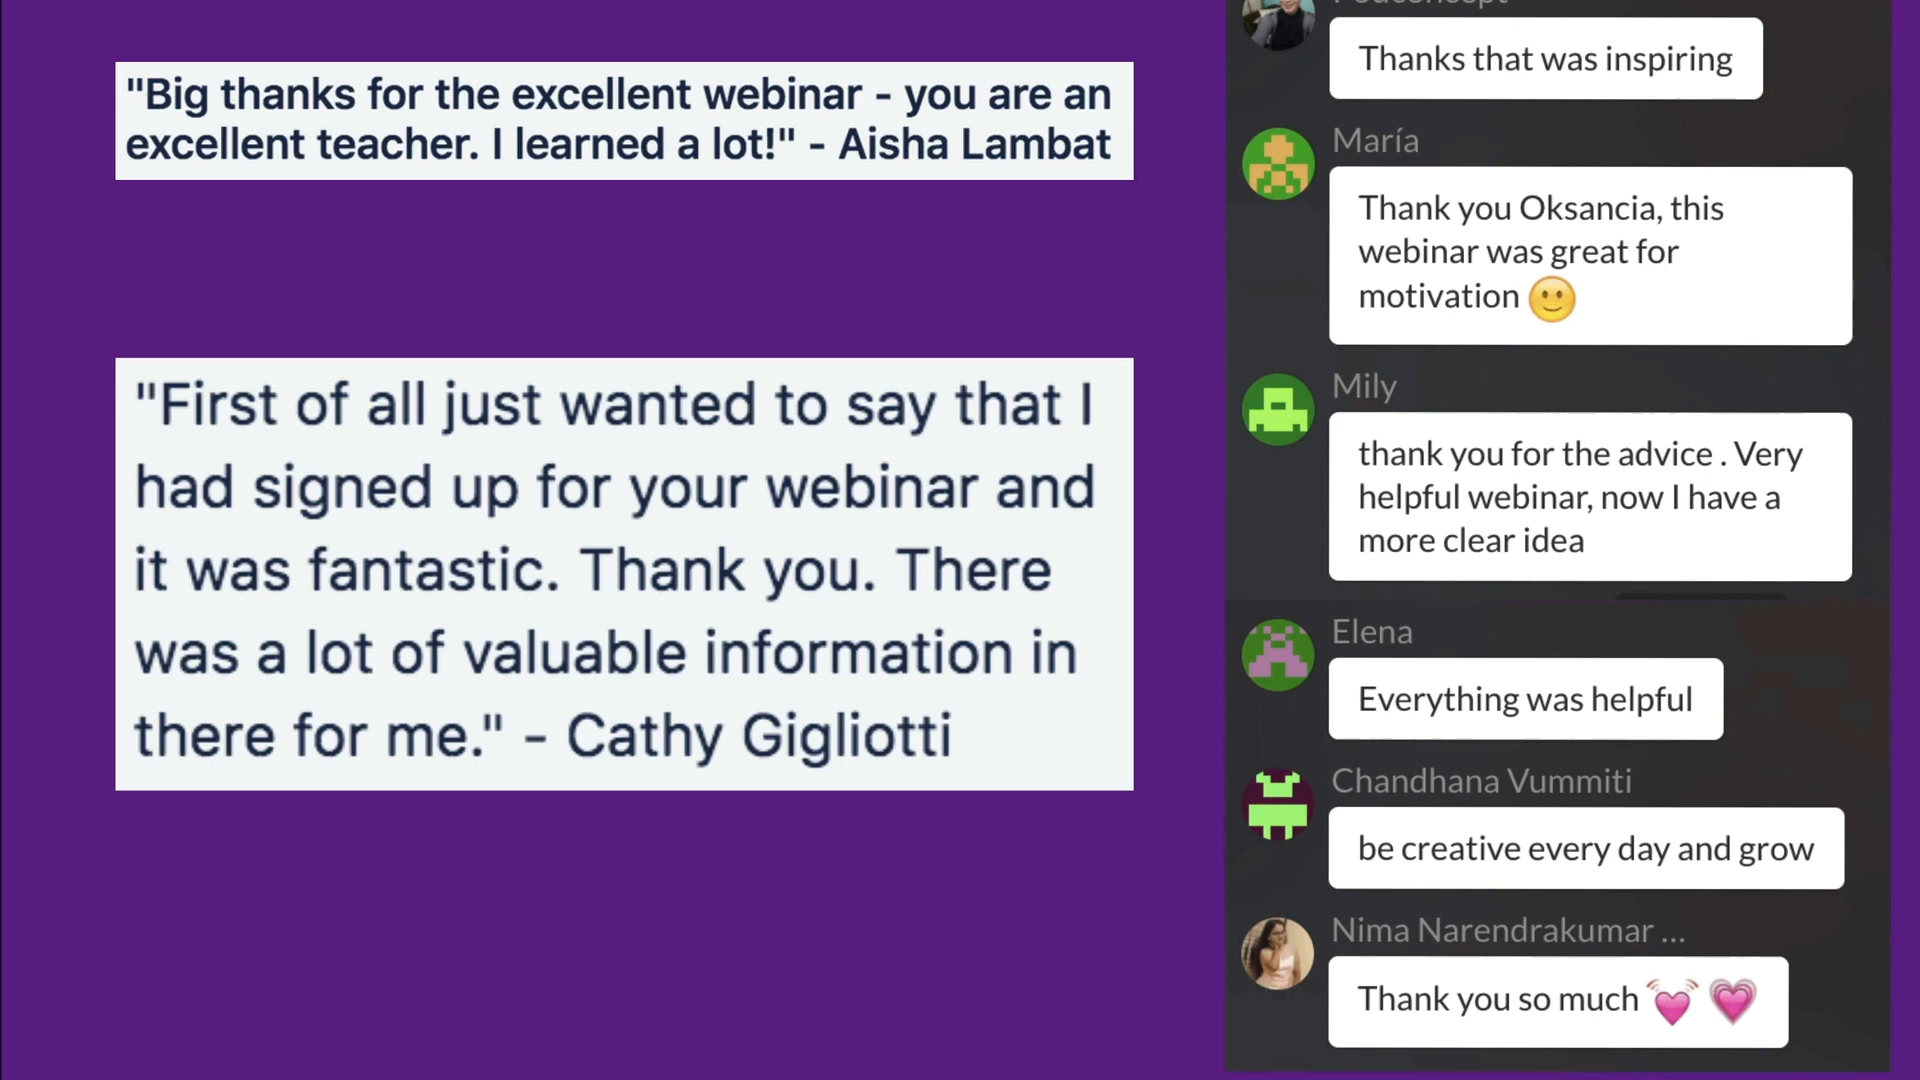 "Big thanks for the excellent webinar - you are an
excellent teacher. I learned a lot!" - Aisha Lambat
"First of all just wanted to say that I
had signed up for your webinar and
it was fantastic. Thank you. There
was a lot of valuable information in
there for me." - Cathy Gigliotti
Thanks that was inspiring
María
Thank you Oksancia, this
webinar was great for
motivation 🙂
Mily
thank you for the advice . Very
helpful webinar, now I have a
more clear idea
Elena
Everything was helpful
Chandhana Vummiti
be creative every day and grow
Nima Narendrakumar ...
Thank you so much 💓 💗